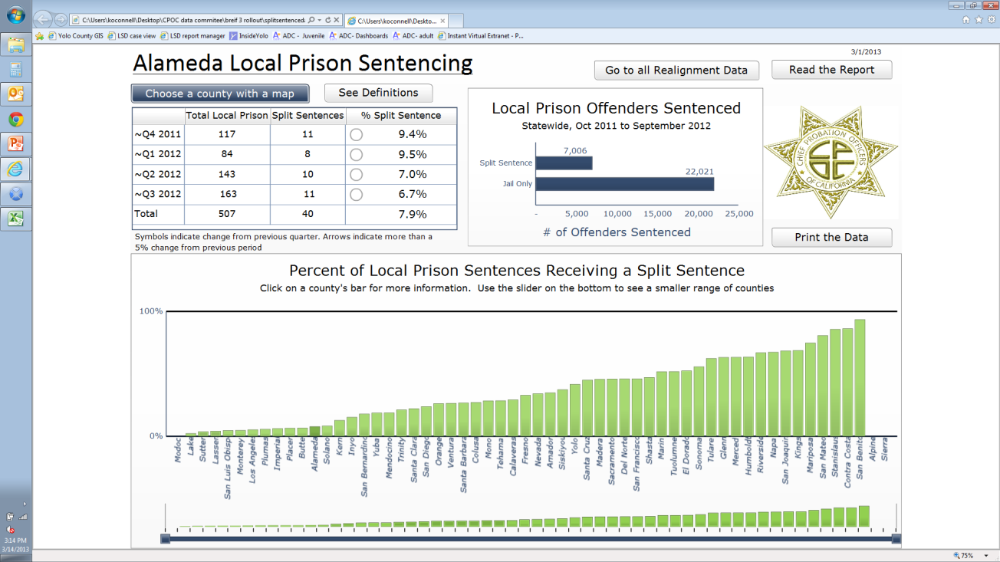 C:\Users\koconnell\Desktop\CPOC data commitee\breif 3 rollout\splitsentenceda
C:\Users\koconnell\Deskto...
Yolo County GIS
LSD case view
LSD report manager
InsideYolo
ADC - Juvenile
ADC- Dashboards
ADC- adult
Instant Virtual Extranet - P...
3/1/2013
Alameda Local Prison Sentencing
Go to all Realignment Data
Read the Report
Choose a county with a map
See Definitions
Total Local Prison Split Sentences % Split Sentence
~Q4 2011 117 11 9.4%
~Q1 2012 84 8 9.5%
~Q2 2012 143 10 7.0%
~Q3 2012 163 11 6.7%
Total 507 40 7.9%
Symbols indicate change from previous quarter. Arrows indicate more than a
5% change from previous period
Local Prison Offenders Sentenced
Statewide, Oct 2011 to September 2012
7,006
Split Sentence
22,021
Jail Only
- 5,000 10,000 15,000 20,000 25,000
# of Offenders Sentenced
CHIEF PROBATION OFFICERS
OF CALIFORNIA
Print the Data
Percent of Local Prison Sentences Receiving a Split Sentence
Click on a county's bar for more information. Use the slider on the bottom to see a smaller range of counties
100%
0%
Modoc
Lake
Sutter
Lassen
San Luis Obisp
Monterey
Los Angeles
Plumas
Imperial
Placer
Butte
Alameda
Solano
Kern
Inyo
San Bernardino
Yuba
Mendocino
Trinity
Santa Clara
San Diego
Orange
Ventura
Santa Barbara
Colusa
Mono
Tehama
Calaveras
Fresno
Nevada
Amador
Siskiyou
Yolo
Santa Cruz
Madera
Sacramento
Del Norte
San Francisco
Shasta
Marin
Tuolumne
El Dorado
Sonoma
Tulare
Glenn
Merced
Humboldt
Riverside
Napa
San Joaquin
Kings
Mariposa
San Mateo
Stanislaus
Contra Costa
San Benito
Alpine
Sierra
3:14 PM
3/14/2013
75%